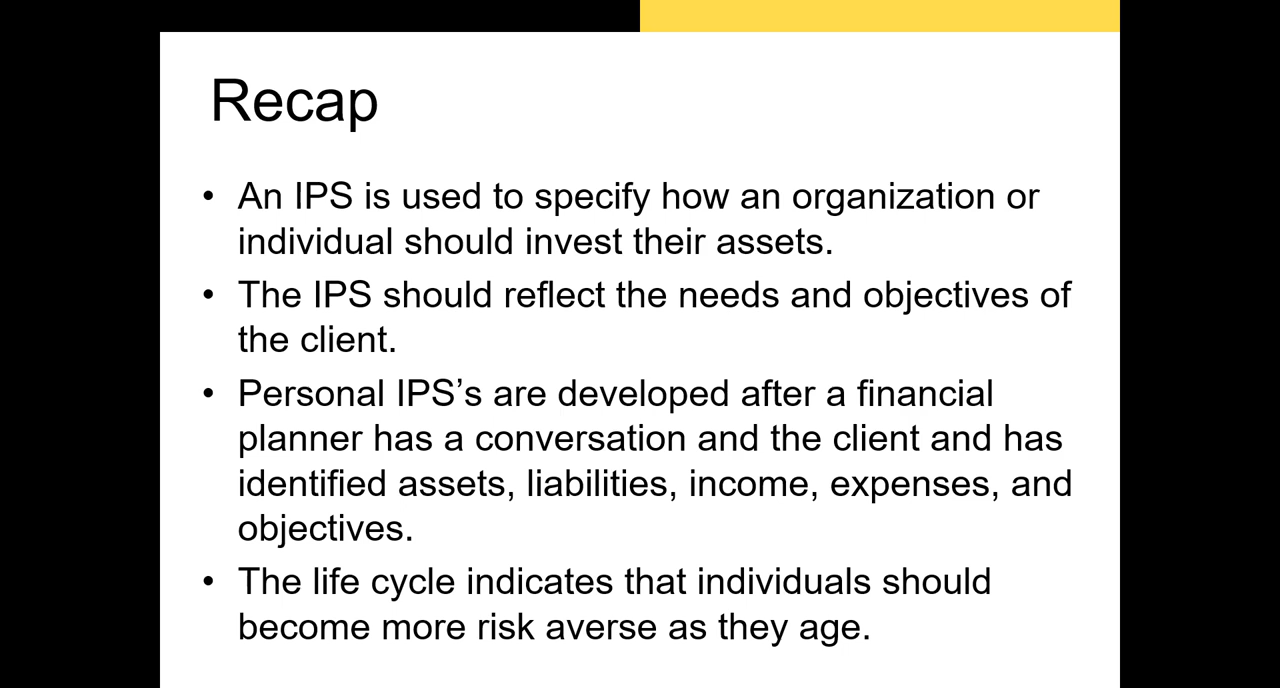 Recap
• An IPS is used to specify how an organization or
individual should invest their assets.
• The IPS should reflect the needs and objectives of
the client.
• Personal IPS’s are developed after a financial
planner has a conversation and the client and has
identified assets, liabilities, income, expenses, and
objectives.
• The life cycle indicates that individuals should
become more risk averse as they age.